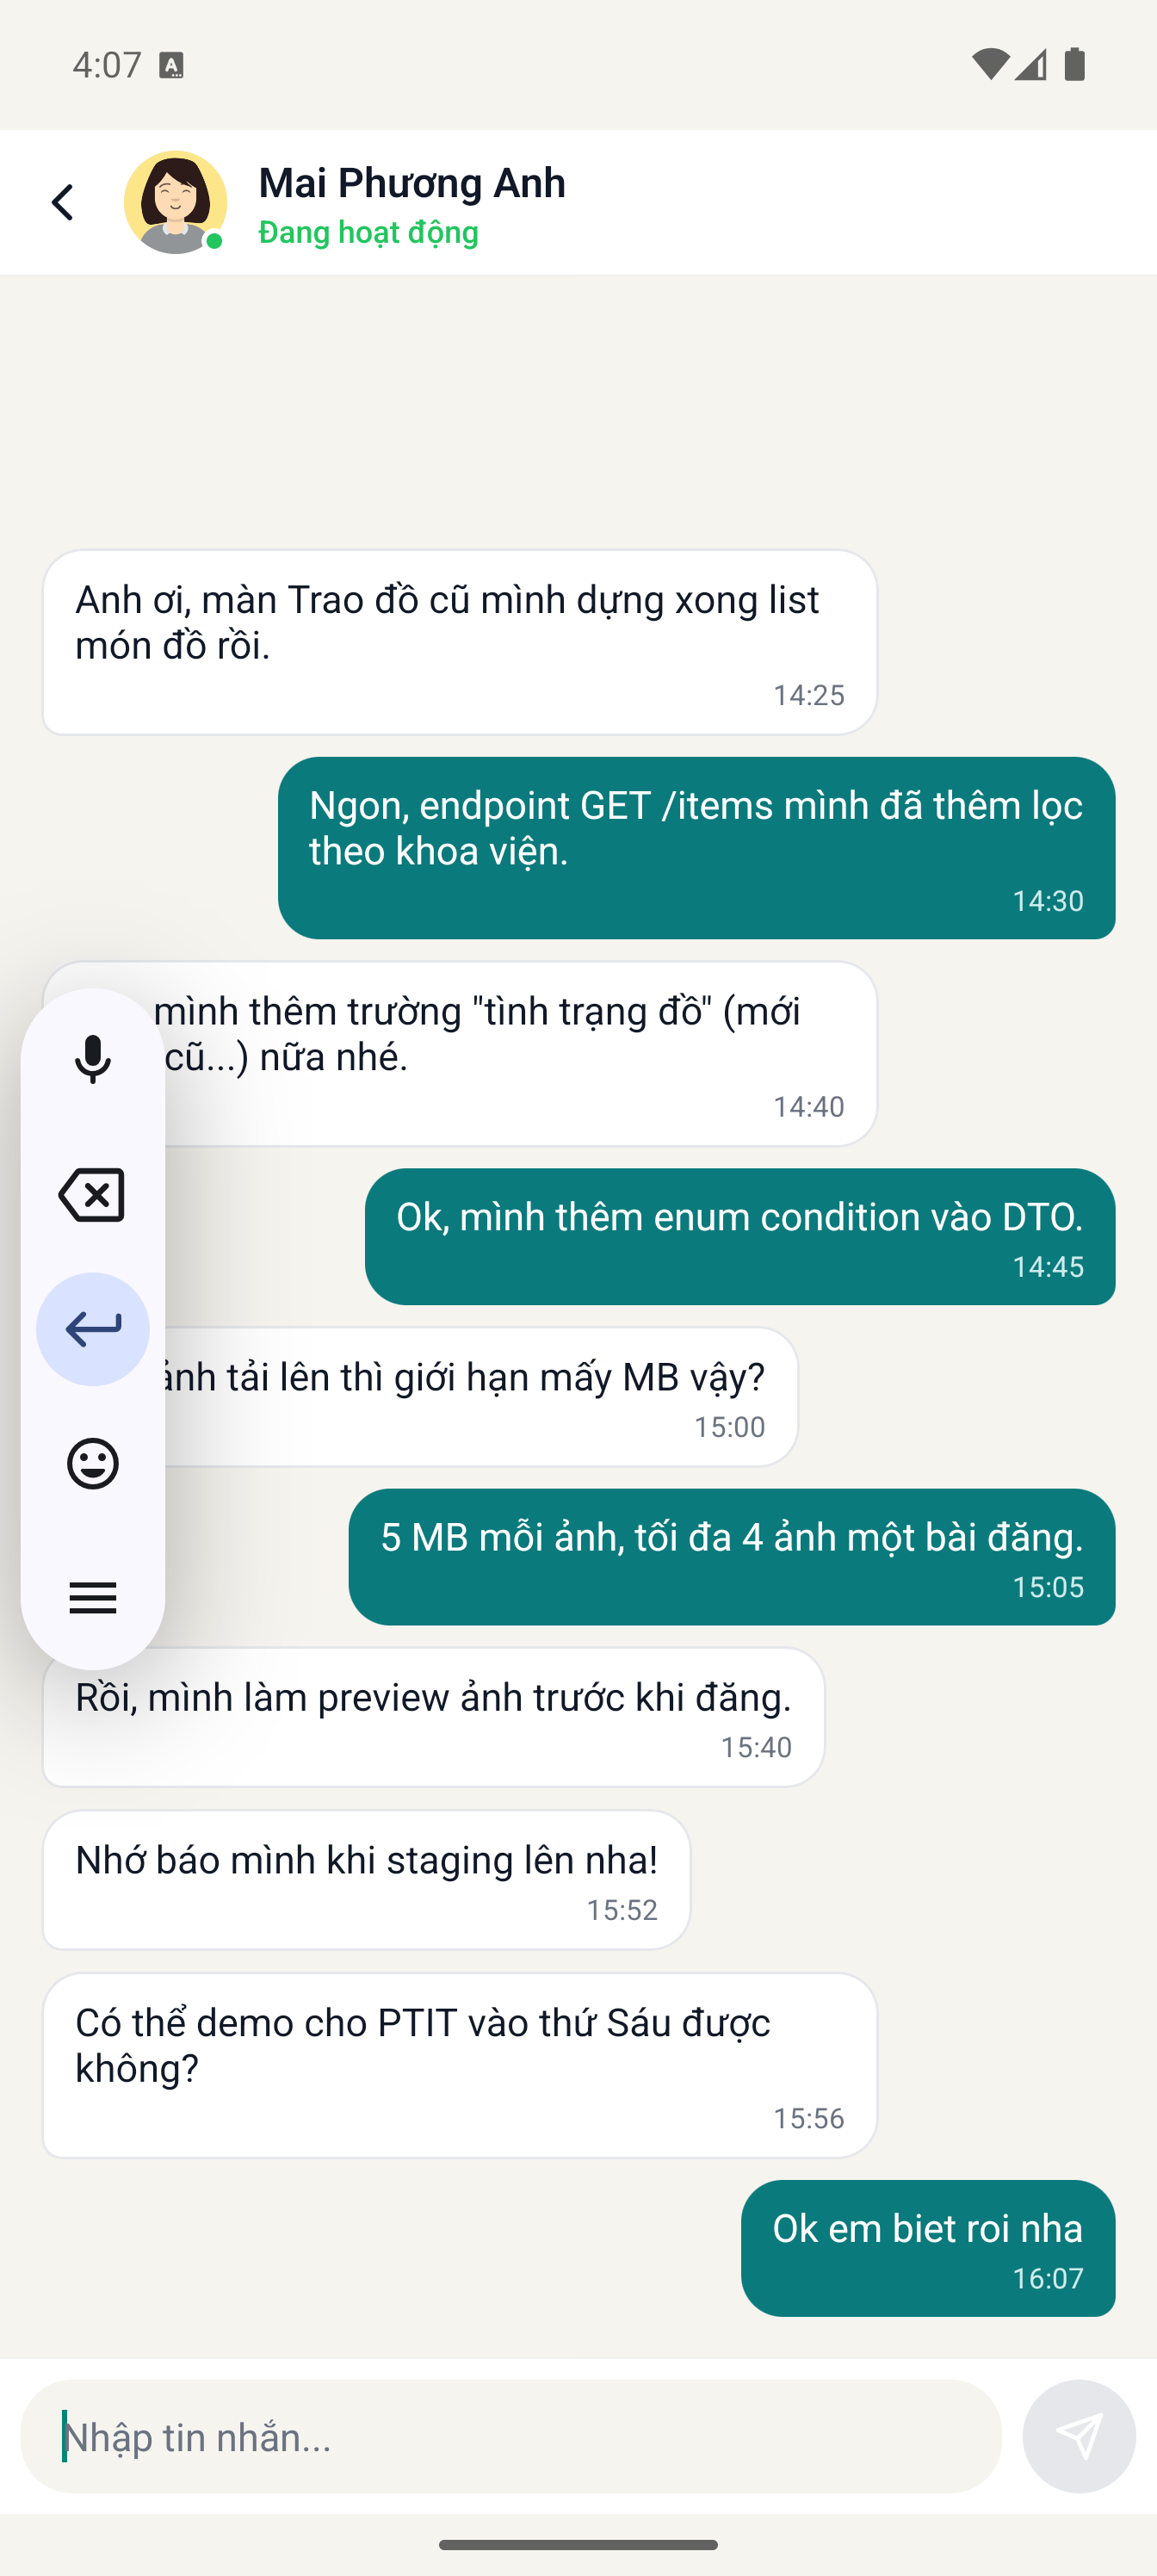 4:07
Mai Phương Anh
Đang hoạt động
Anh ơi, màn Trao đồ cũ mình dựng xong list
món đồ rồi.
14:25
Ngon, endpoint GET /items mình đã thêm lọc
theo khoa viện.
14:30
mình thêm trường "tình trạng đồ" (mới
cũ...) nữa nhé.
14:40
Ok, mình thêm enum condition vào DTO.
14:45
ảnh tải lên thì giới hạn mấy MB vậy?
15:00
5 MB mỗi ảnh, tối đa 4 ảnh một bài đăng.
15:05
Rồi, mình làm preview ảnh trước khi đăng.
15:40
Nhớ báo mình khi staging lên nha!
15:52
Có thể demo cho PTIT vào thứ Sáu được
không?
15:56
Ok em biet roi nha
16:07
Nhập tin nhắn...